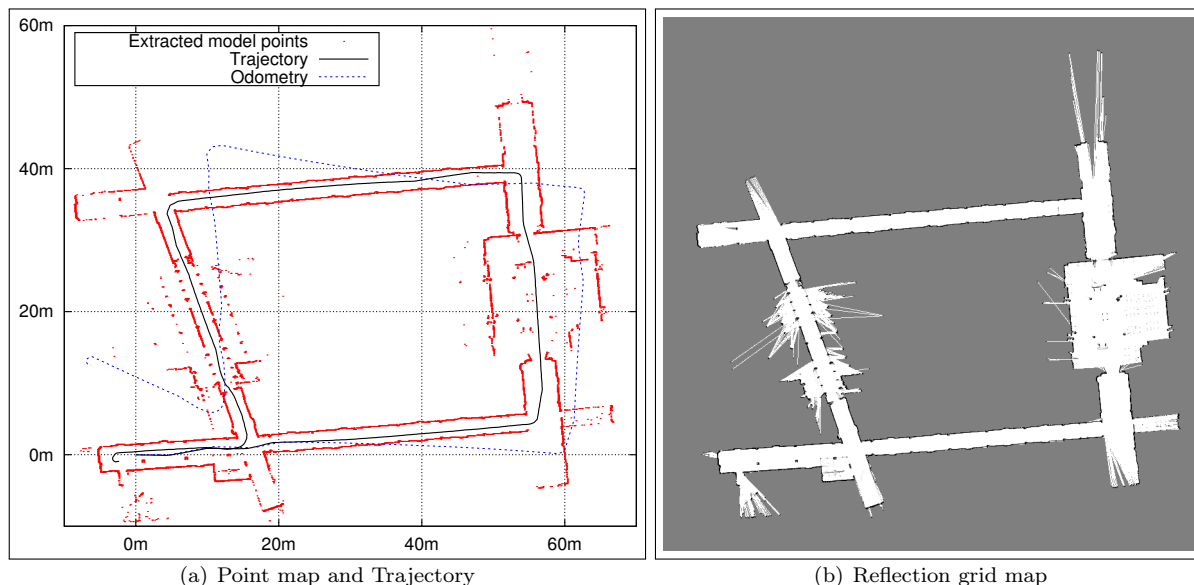 60m
Extracted model points
Trajectory
Odometry
40m
20m
0m
0m 20m 40m 60m
(a) Point map and Trajectory
(b) Reflection grid map